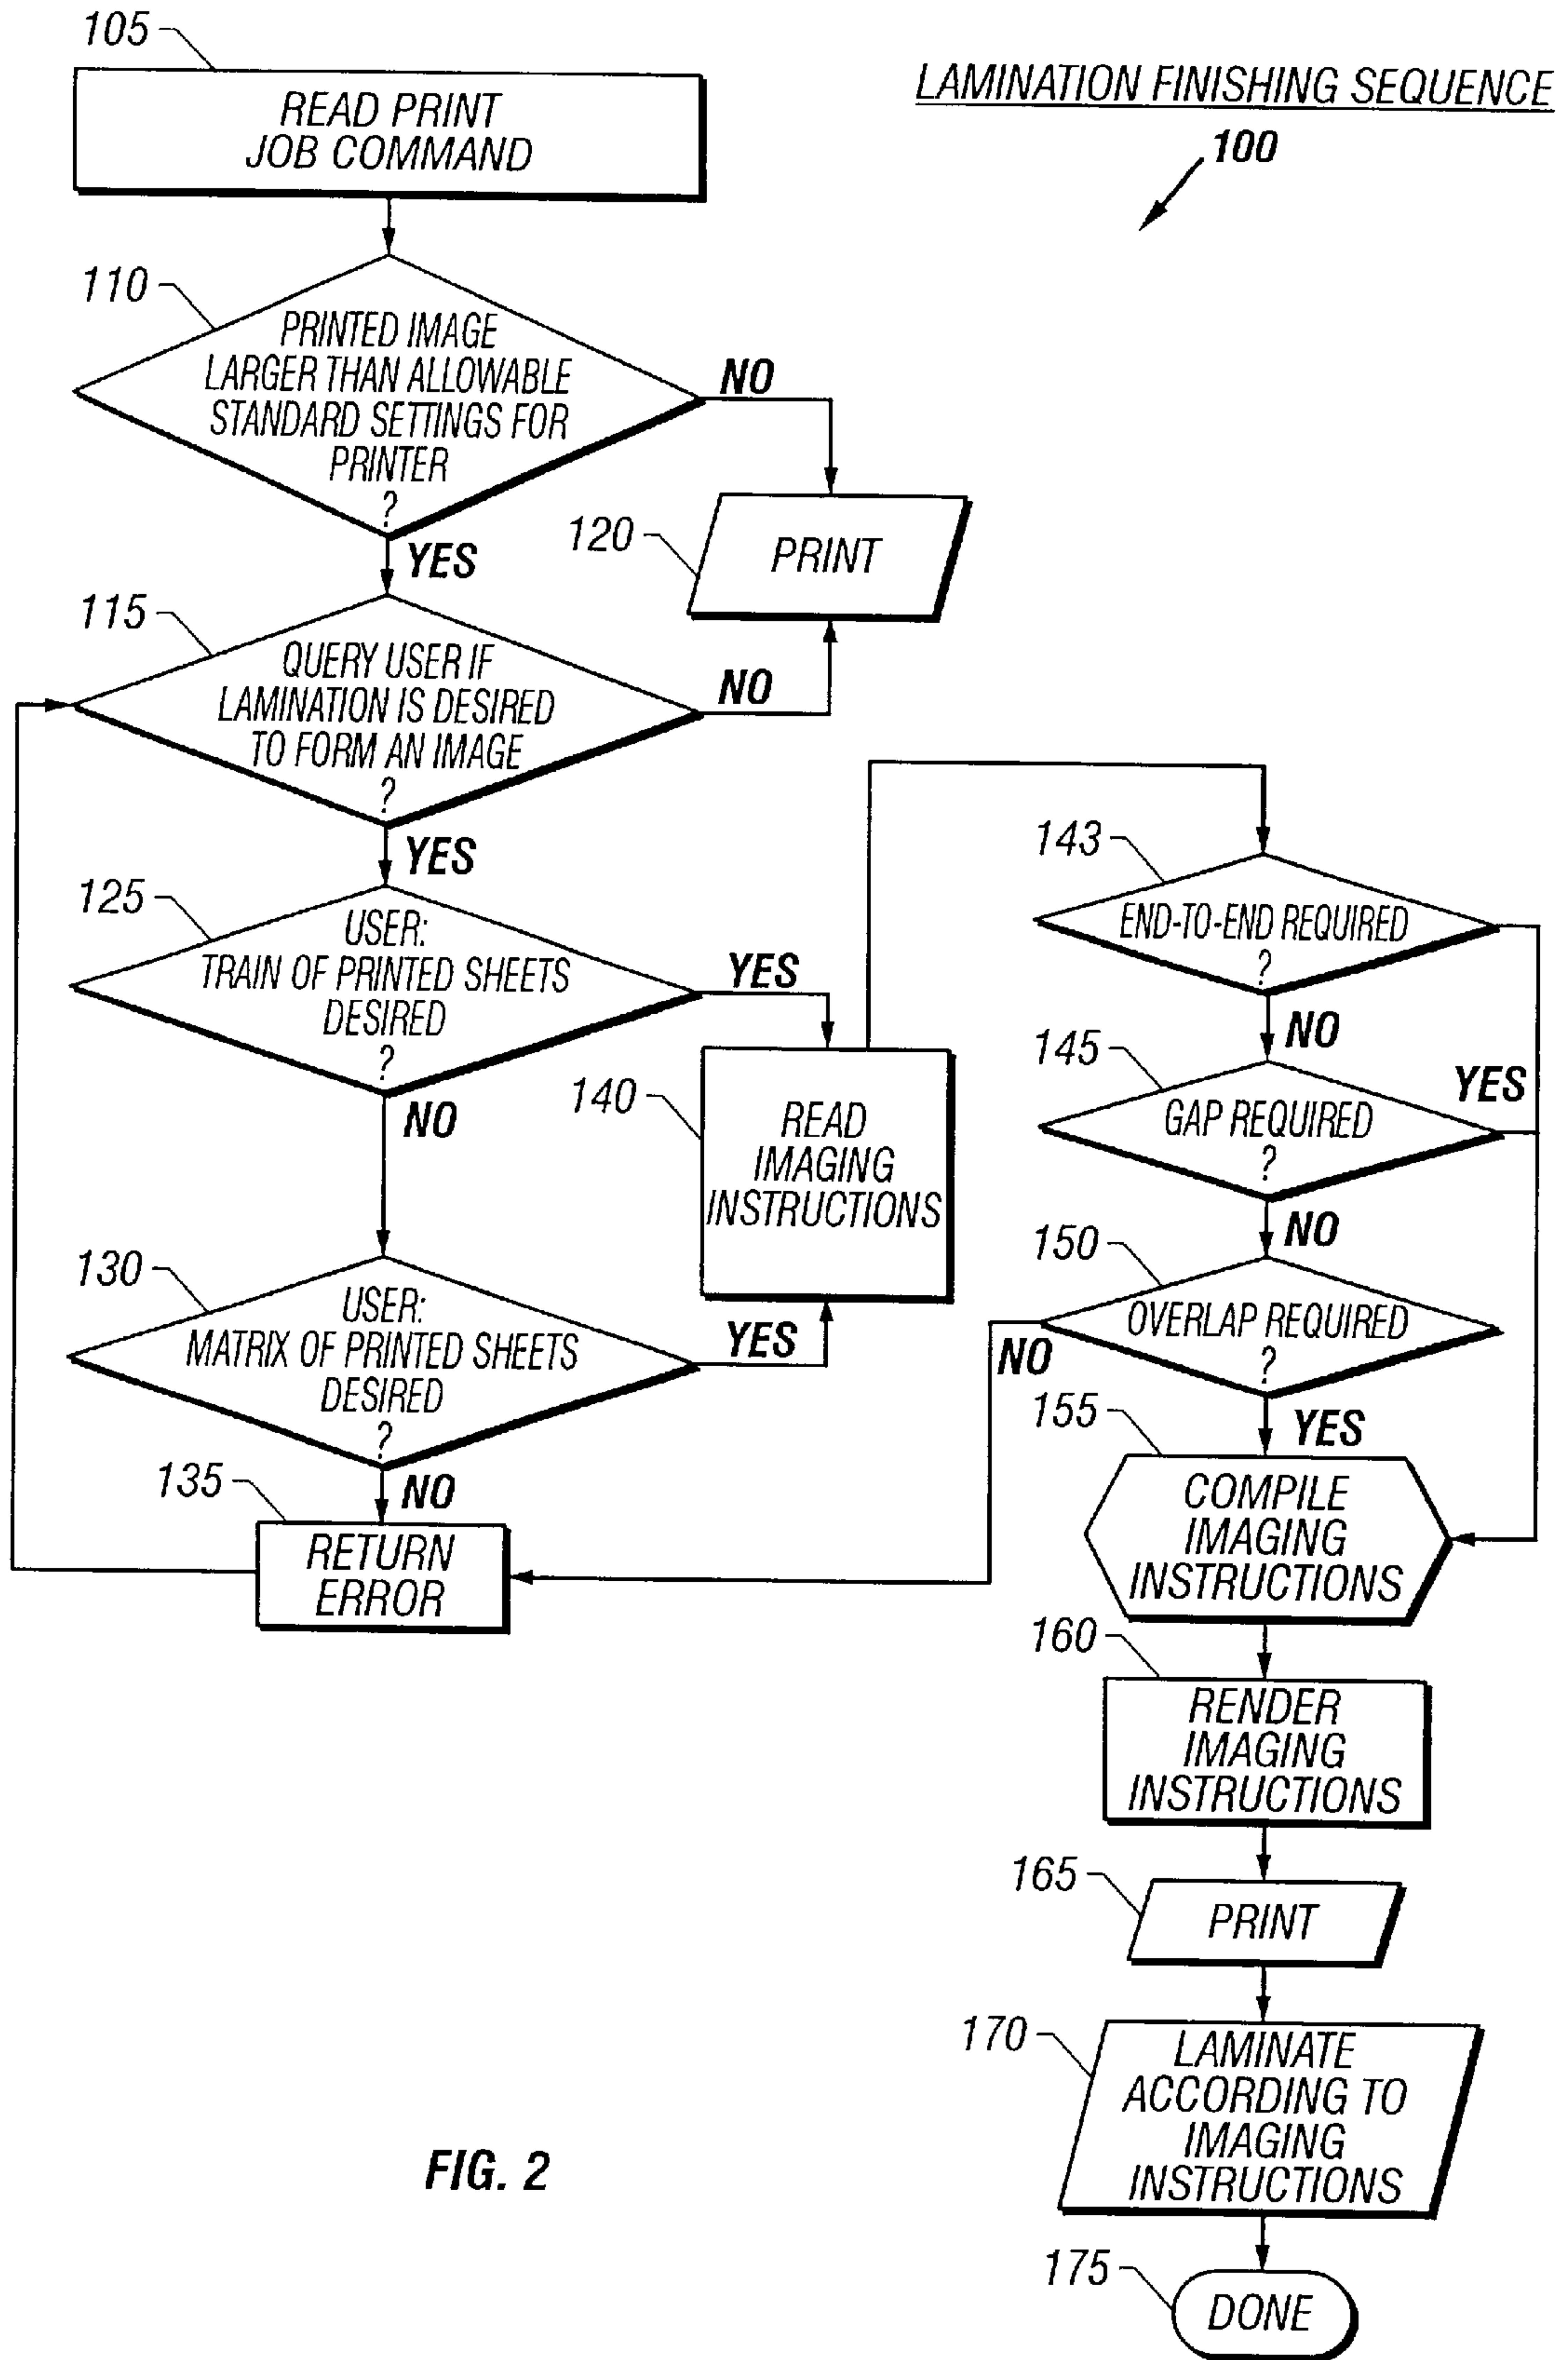 LAMINATION FINISHING SEQUENCE
100
105
READ PRINT
JOB COMMAND
110
PRINTED IMAGE
LARGER THAN ALLOWABLE
STANDARD SETTINGS FOR
PRINTER
?
NO
YES
120
PRINT
115
QUERY USER IF
LAMINATION IS DESIRED
TO FORM AN IMAGE
?
NO
YES
125
USER:
TRAIN OF PRINTED SHEETS
DESIRED
?
YES
NO
130
USER:
MATRIX OF PRINTED SHEETS
DESIRED
?
YES
NO
135
RETURN
ERROR
140
READ
IMAGING
INSTRUCTIONS
143
END-TO-END REQUIRED
?
NO
YES
145
GAP REQUIRED
?
NO
150
OVERLAP REQUIRED
?
NO
YES
155
COMPILE
IMAGING
INSTRUCTIONS
160
RENDER
IMAGING
INSTRUCTIONS
165
PRINT
170
LAMINATE
ACCORDING TO
IMAGING
INSTRUCTIONS
175
DONE
FIG. 2